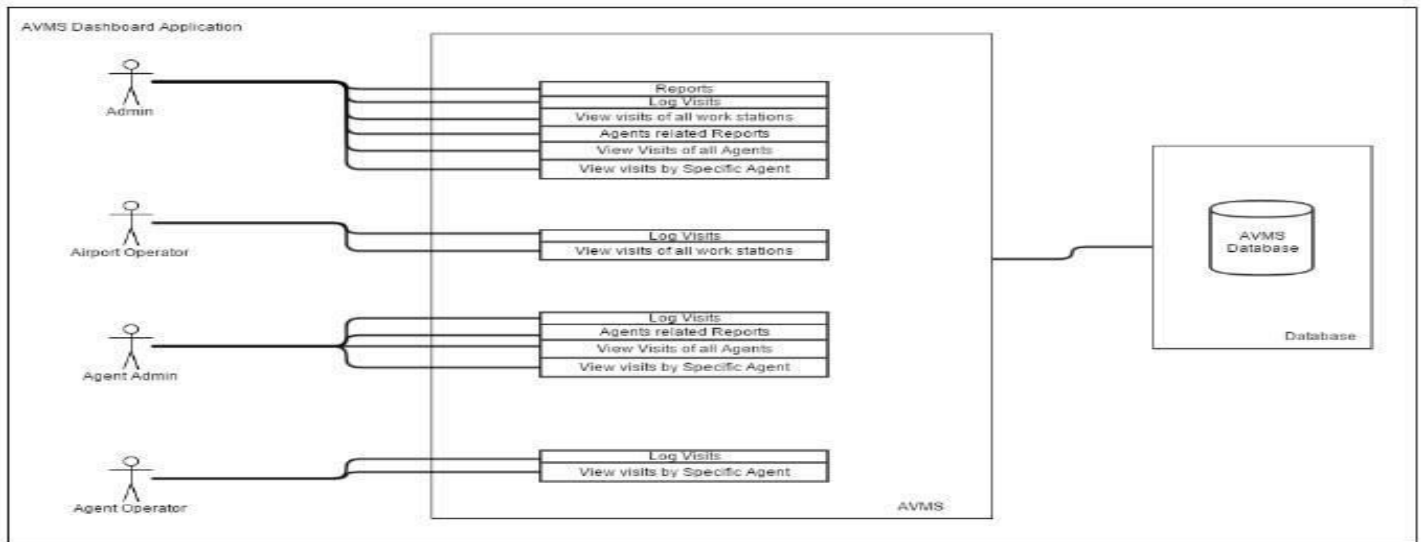 AVMS Dashboard Application
Admin
Reports
Log Visits
View visits of all work stations
Agents related Reports
View Visits of all Agents
View visits by Specific Agent
Airport Operator
Log Visits
View visits of all work stations
Agent Admin
Log Visits
Agents related Reports
View Visits of all Agents
View visits by Specific Agent
Agent Operator
Log Visits
View visits by Specific Agent
AVMS
AVMS
Database
Database